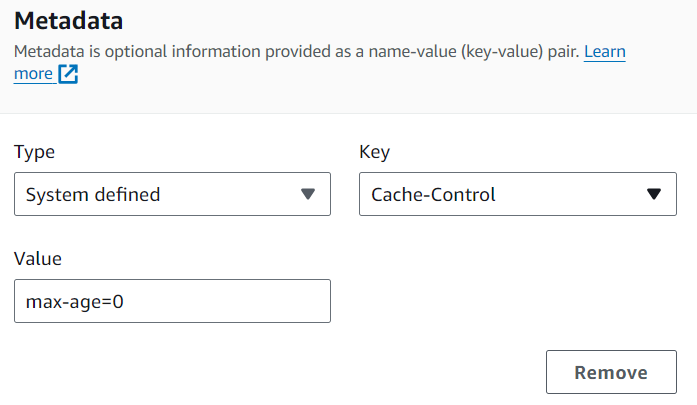 Metadata
Metadata is optional information provided as a name-value (key-value) pair. Learn
more
Type
Key
System defined
Cache-Control
Value
max-age=0
Remove